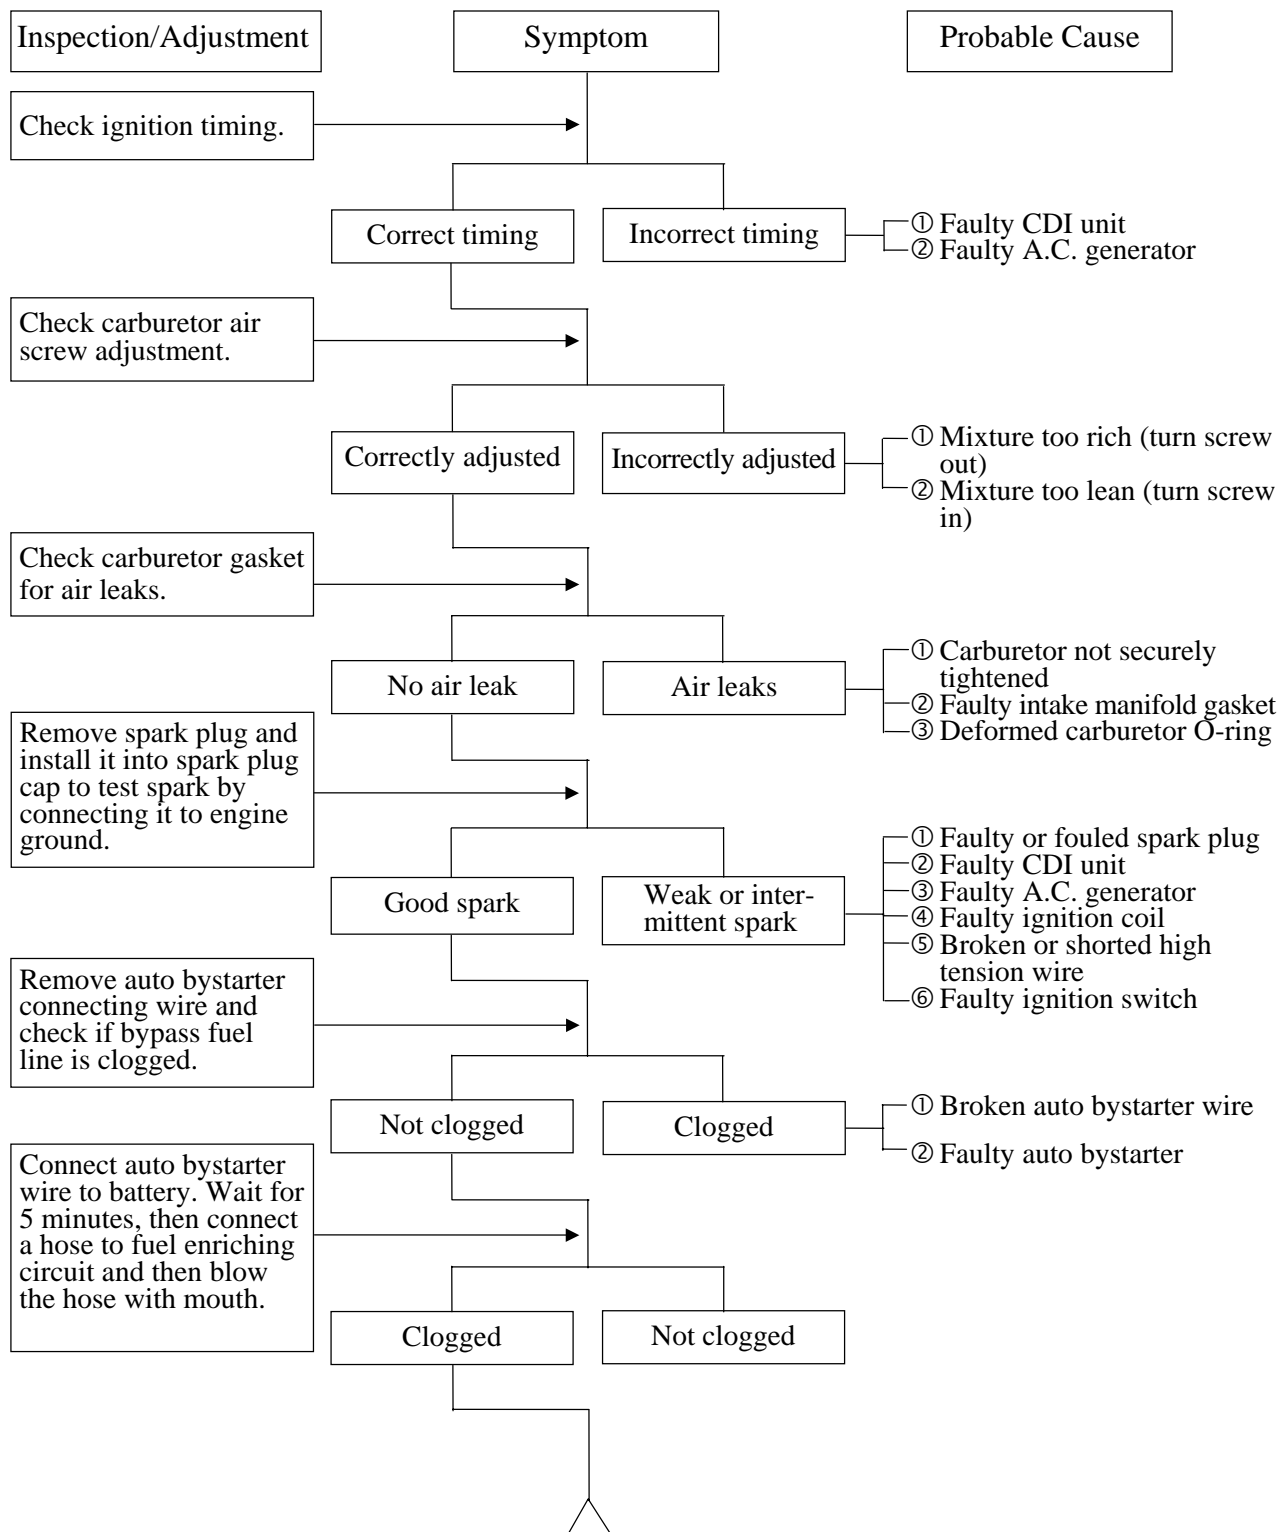 Inspection/Adjustment
Symptom
Probable Cause
Check ignition timing.
Correct timing
Incorrect timing
① Faulty CDI unit
② Faulty A.C. generator
Check carburetor air
screw adjustment.
Correctly adjusted
Incorrectly adjusted
① Mixture too rich (turn screw
out)
② Mixture too lean (turn screw
in)
Check carburetor gasket
for air leaks.
No air leak
Air leaks
① Carburetor not securely
tightened
② Faulty intake manifold gasket
③ Deformed carburetor O-ring
Remove spark plug and
install it into spark plug
cap to test spark by
connecting it to engine
ground.
Good spark
Weak or inter-
mittent spark
① Faulty or fouled spark plug
② Faulty CDI unit
③ Faulty A.C. generator
④ Faulty ignition coil
⑤ Broken or shorted high
tension wire
⑥ Faulty ignition switch
Remove auto bystarter
connecting wire and
check if bypass fuel
line is clogged.
Not clogged
Clogged
① Broken auto bystarter wire
② Faulty auto bystarter
Connect auto bystarter
wire to battery. Wait for
5 minutes, then connect
a hose to fuel enriching
circuit and then blow
the hose with mouth.
Clogged
Not clogged